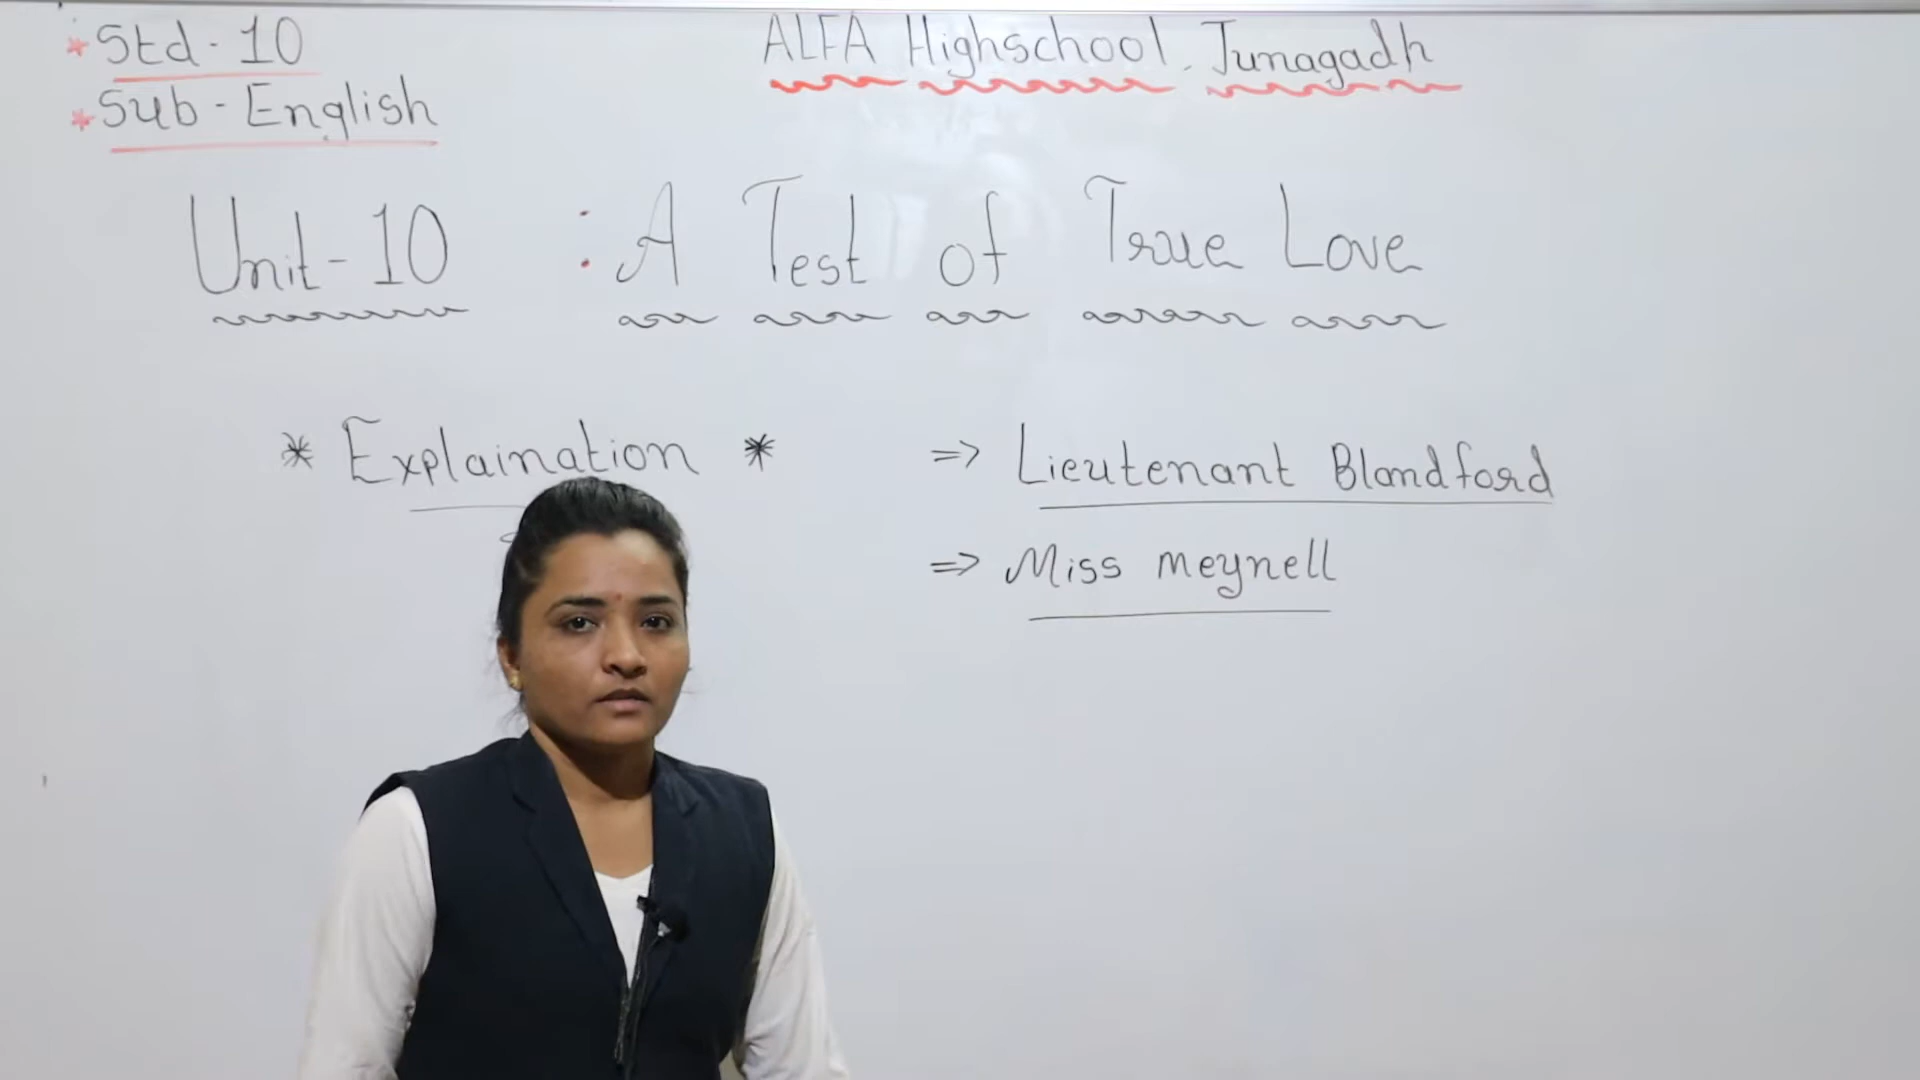 * Std - 10
* Sub - English
ALFA Highschool, Junagadh
Unit - 10 : A Test of True Love
* Explaination *
=> Lieutenant Blandford
=> Miss Meynell